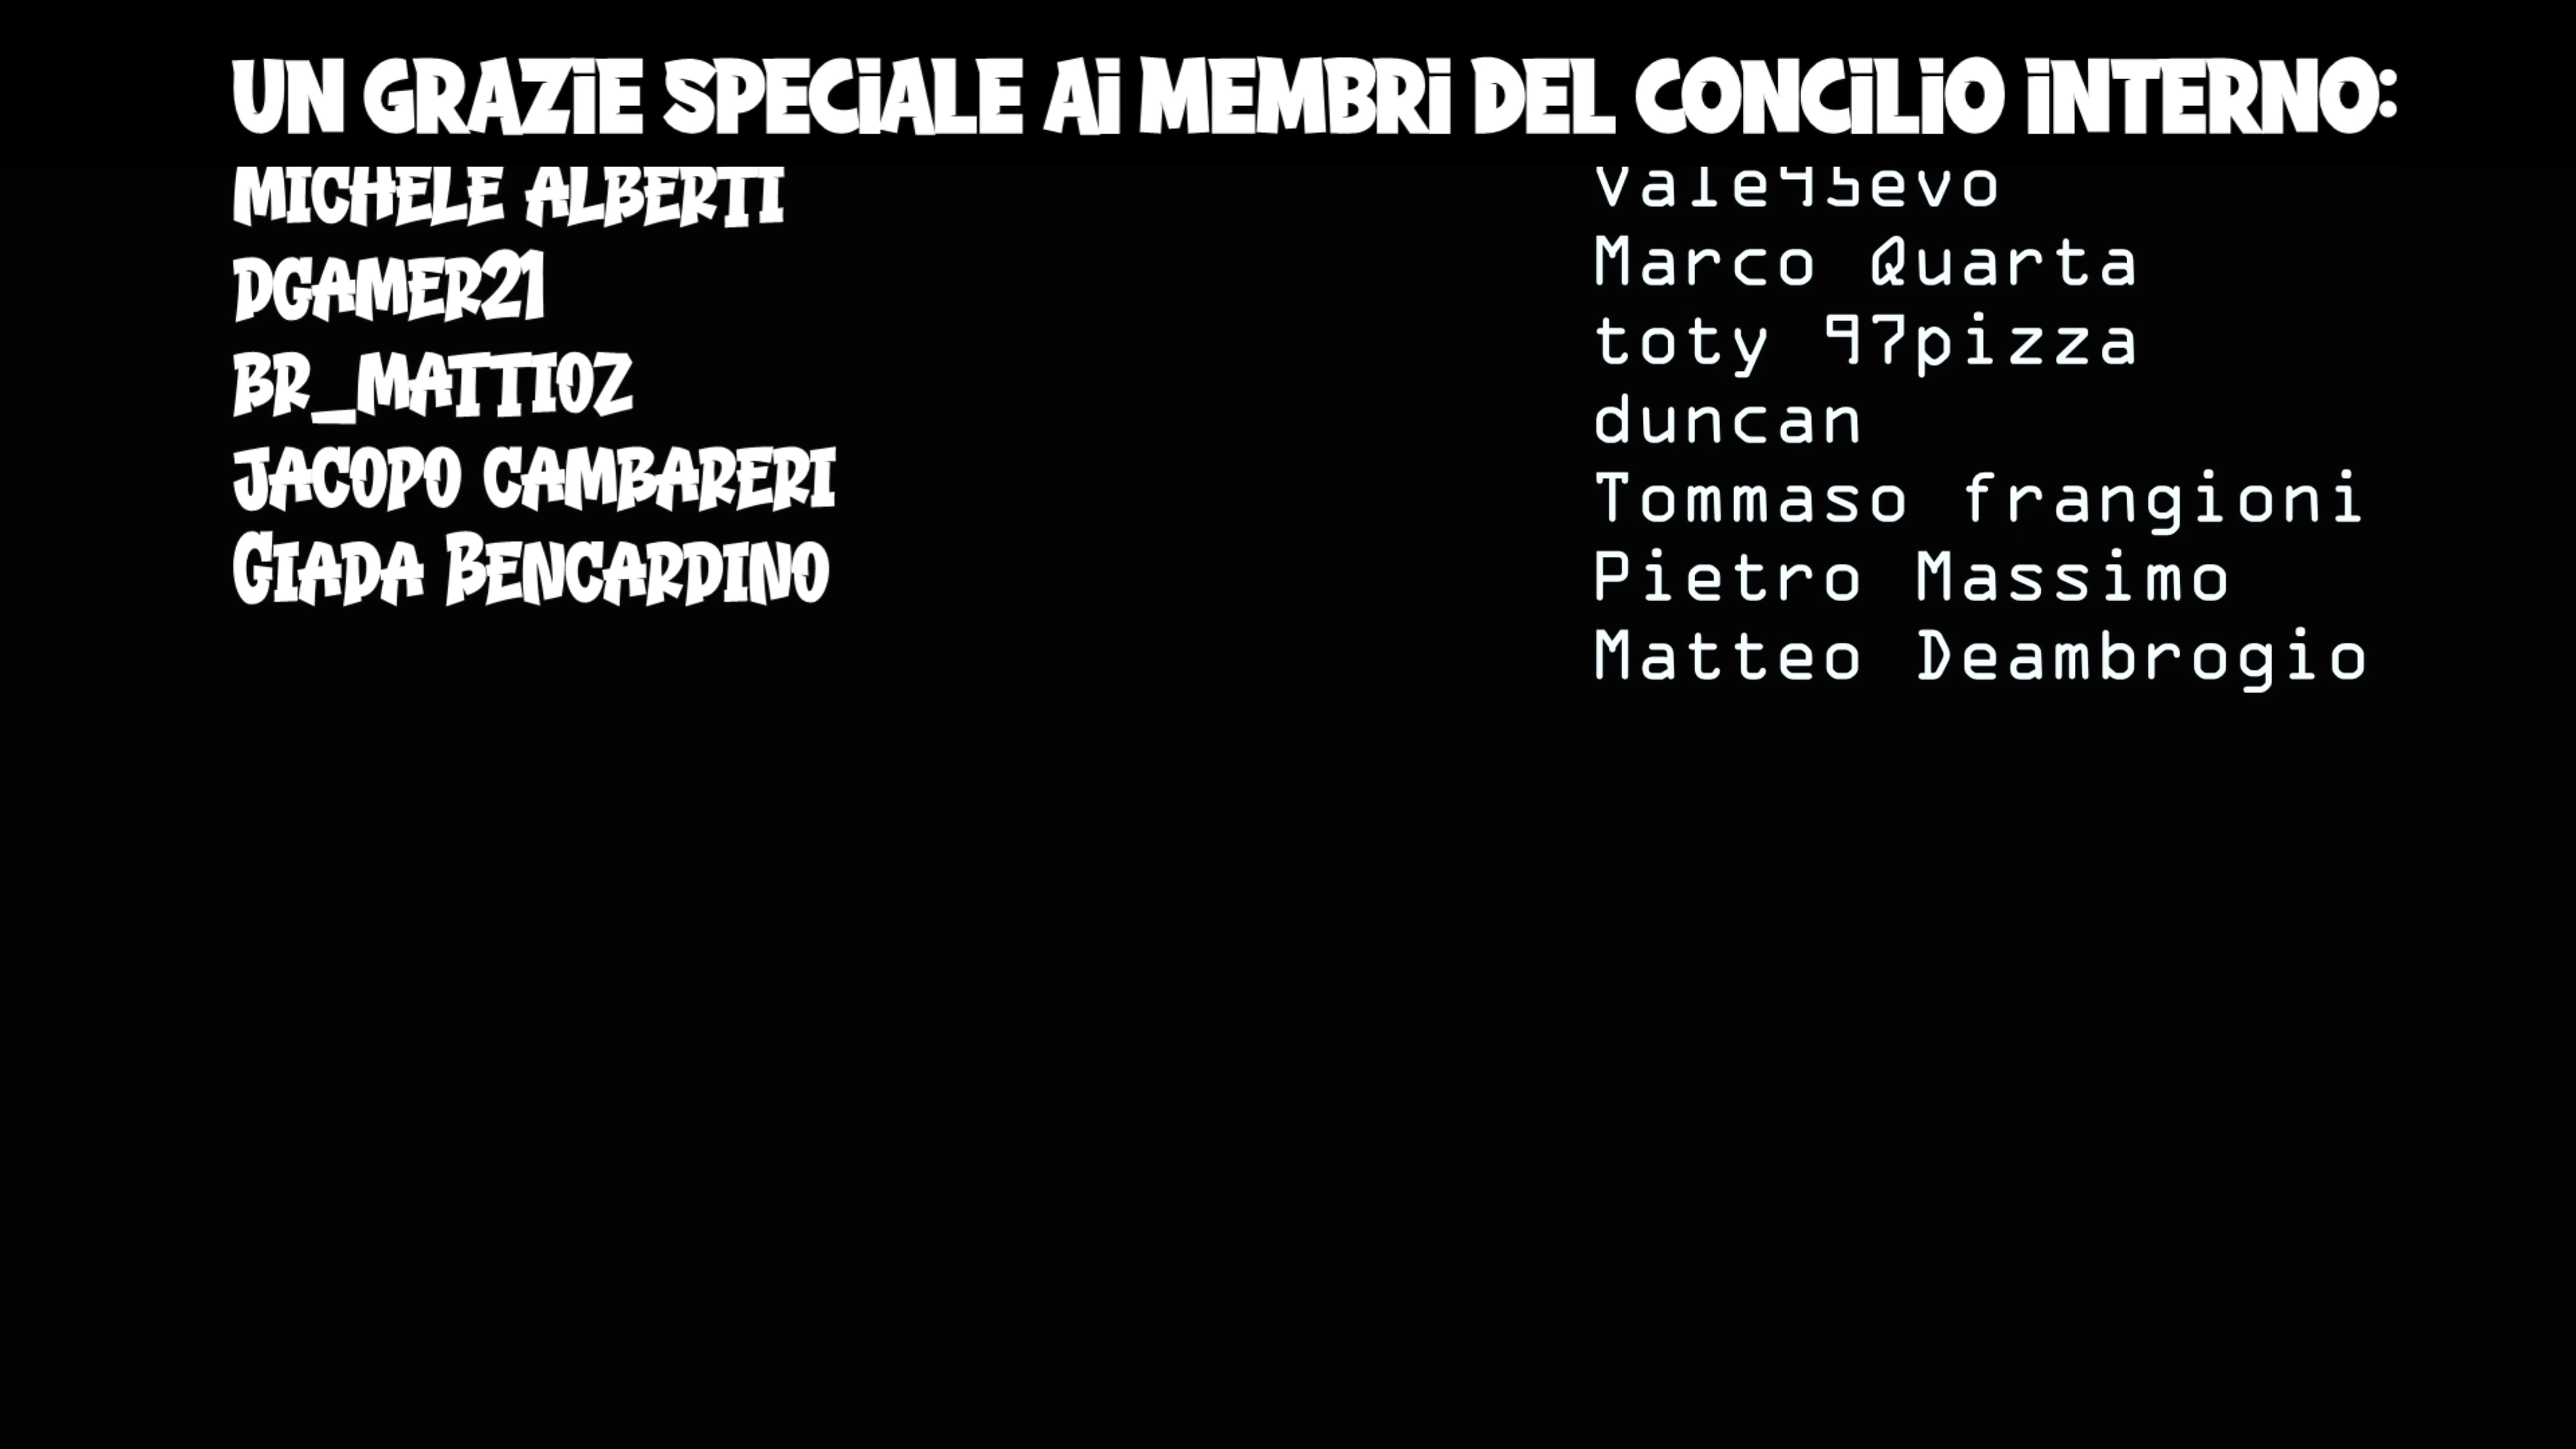 UN GRAZiE SPECiALE Ai MEMBRi DEL CONCiLiO iNTERNO:
MICHELE ALBERTI
DGAMER21
BR_MATTIOZ
JACOPO CAMBARERI
GIADA BENCARDINO
Marco Quarta
toty 97pizza
duncan
Tommaso frangioni
Pietro Massimo
Matteo Deambrogio